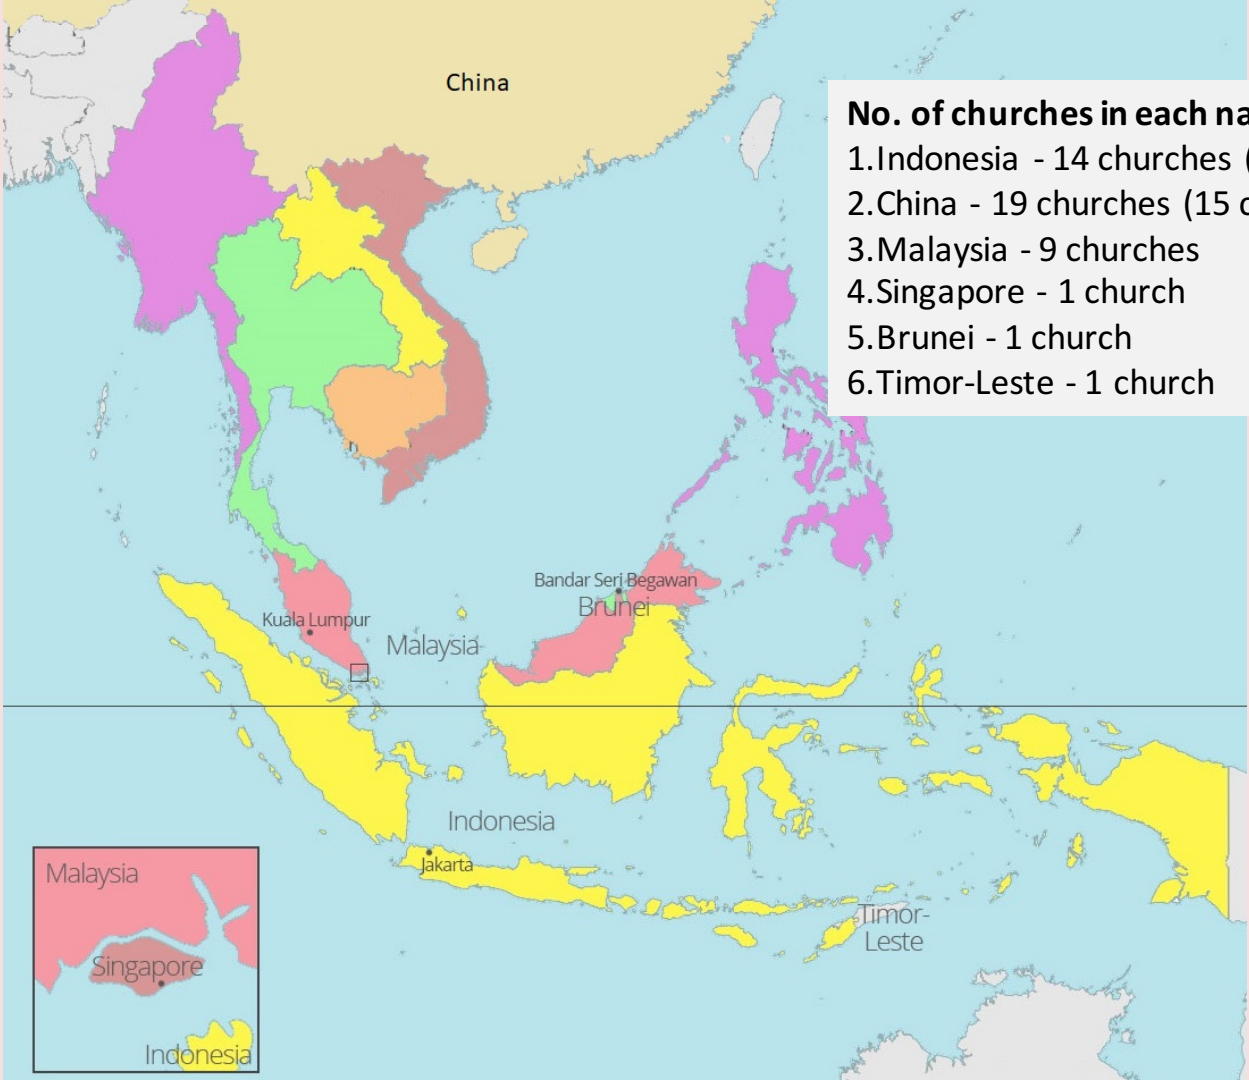 China
No. of churches in each na
1.Indonesia - 14 churches (
2.China - 19 churches (15 c
3.Malaysia - 9 churches
4.Singapore - 1 church
5.Brunei - 1 church
6.Timor-Leste - 1 church
Bandar Seri Begawan
Brunei
Kuala Lumpur
Malaysia
Indonesia
Jakarta
Timor-
Leste
Malaysia
Singapore
Indonesia